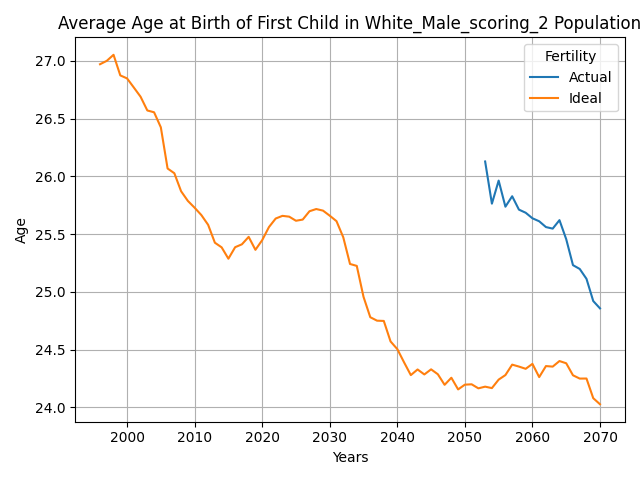 Average Age at Birth of First Child in White_Male_scoring_2 Population
Fertility
Actual
Ideal
27.0
26.5
26.0
25.5
25.0
24.5
24.0
Age
2000 2010 2020 2030 2040 2050 2060 2070
Years